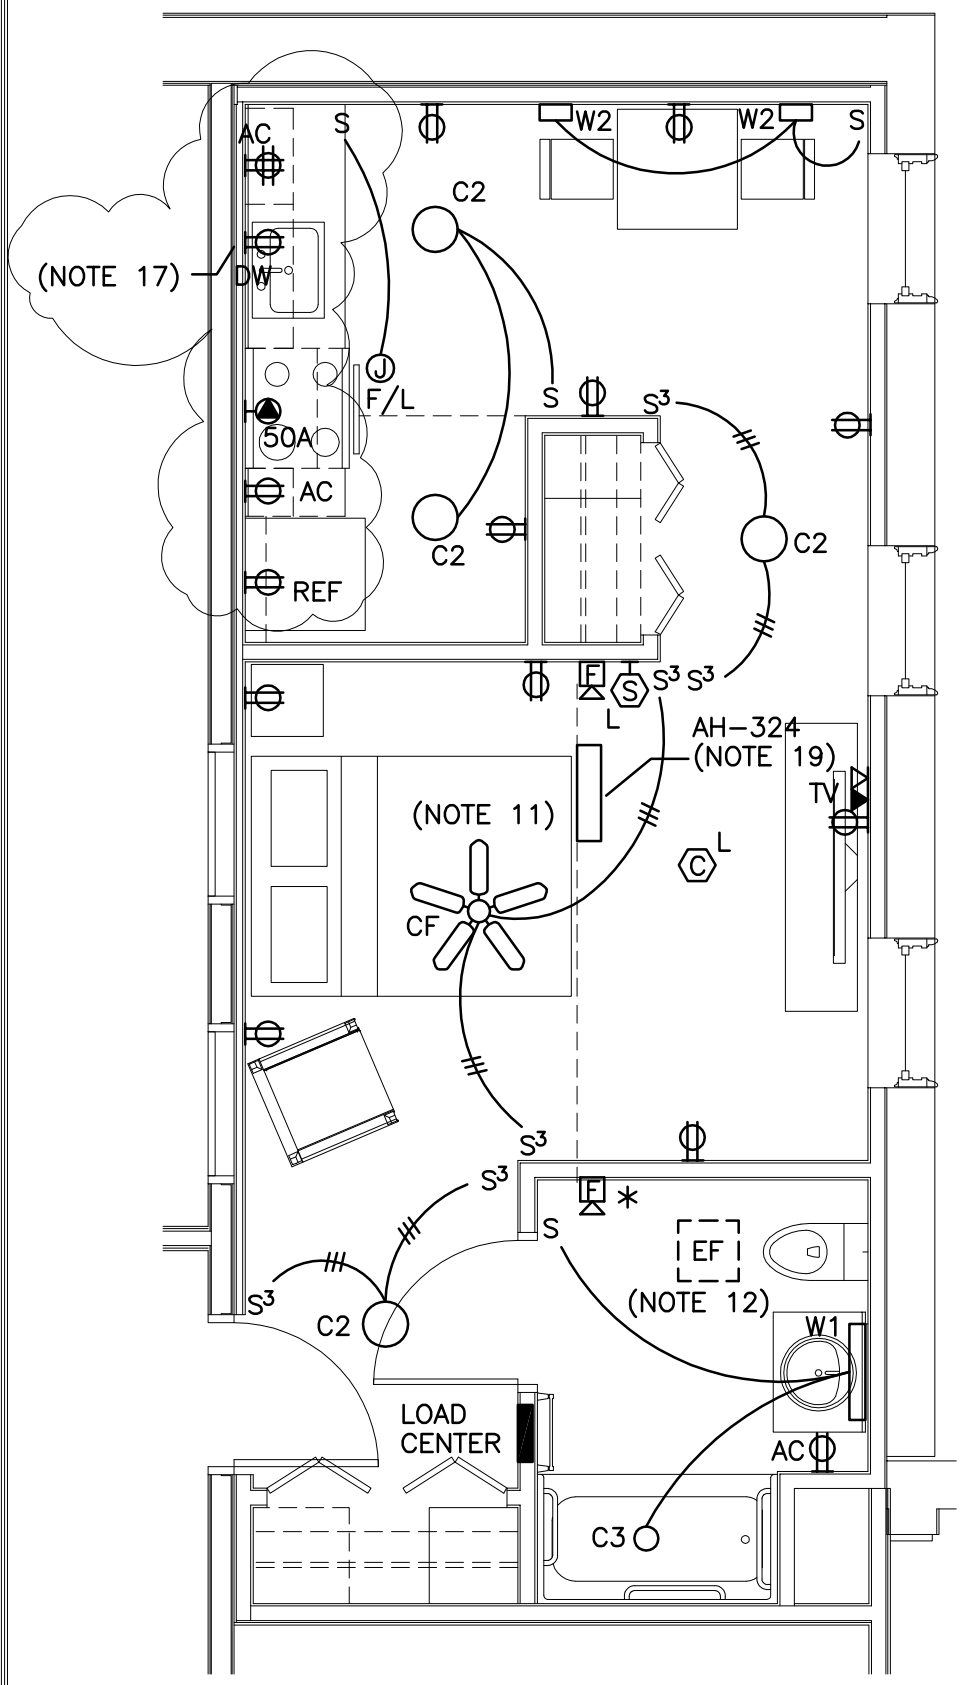 AC
S
W2
W2
S
C2
(NOTE 17)
DW
J
F/L
S
S³
50A
AC
C2
C2
REF
F
S
S³ S³
L
AH-324
(NOTE 19)
TV
(NOTE 11)
L
C
CF
S³
S³
F *
S
EF
(NOTE 12)
S³
C2
W1
LOAD
CENTER
AC
C3